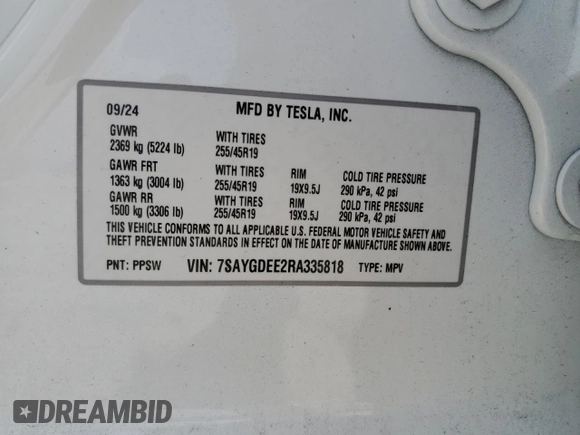 09/24 MFD BY TESLA, INC.
GVWR WITH TIRES
2369 kg (5224 lb) 255/45R19
GAWR FRT WITH TIRES RIM COLD TIRE PRESSURE
1363 kg (3004 lb) 255/45R19 19X9.5J 290 kPa, 42 psi
GAWR RR WITH TIRES RIM COLD TIRE PRESSURE
1500 kg (3306 lb) 255/45R19 19X9.5J 290 kPa, 42 psi
THIS VEHICLE CONFORMS TO ALL APPLICABLE U.S. FEDERAL MOTOR VEHICLE SAFETY AND
THEFT PREVENTION STANDARDS IN EFFECT ON THE DATE OF MANUFACTURE SHOWN ABOVE.
PNT: PPSW VIN: 7SAYGDEE2RA335818 TYPE: MPV
DREAMBID